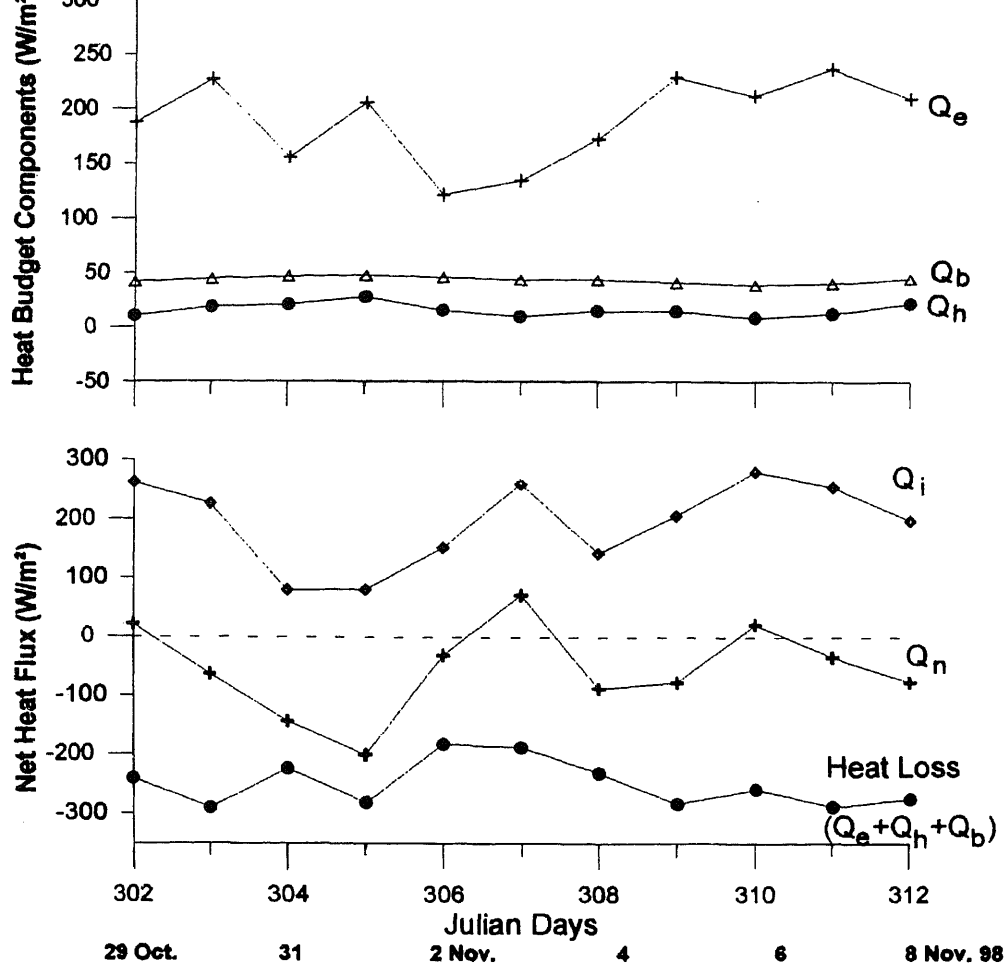 300
Heat Budget Components (W/m²
250
200
150
100
50
0
-50
Qe
Qb
Qh
Net Heat Flux (W/m²)
300
200
100
0
-100
-200
-300
Qi
Qn
Heat Loss
(Qe+Qh+Qb)
302 304 306 308 310 312
Julian Days
29 Oct. 31 2 Nov. 4 6 8 Nov. 98